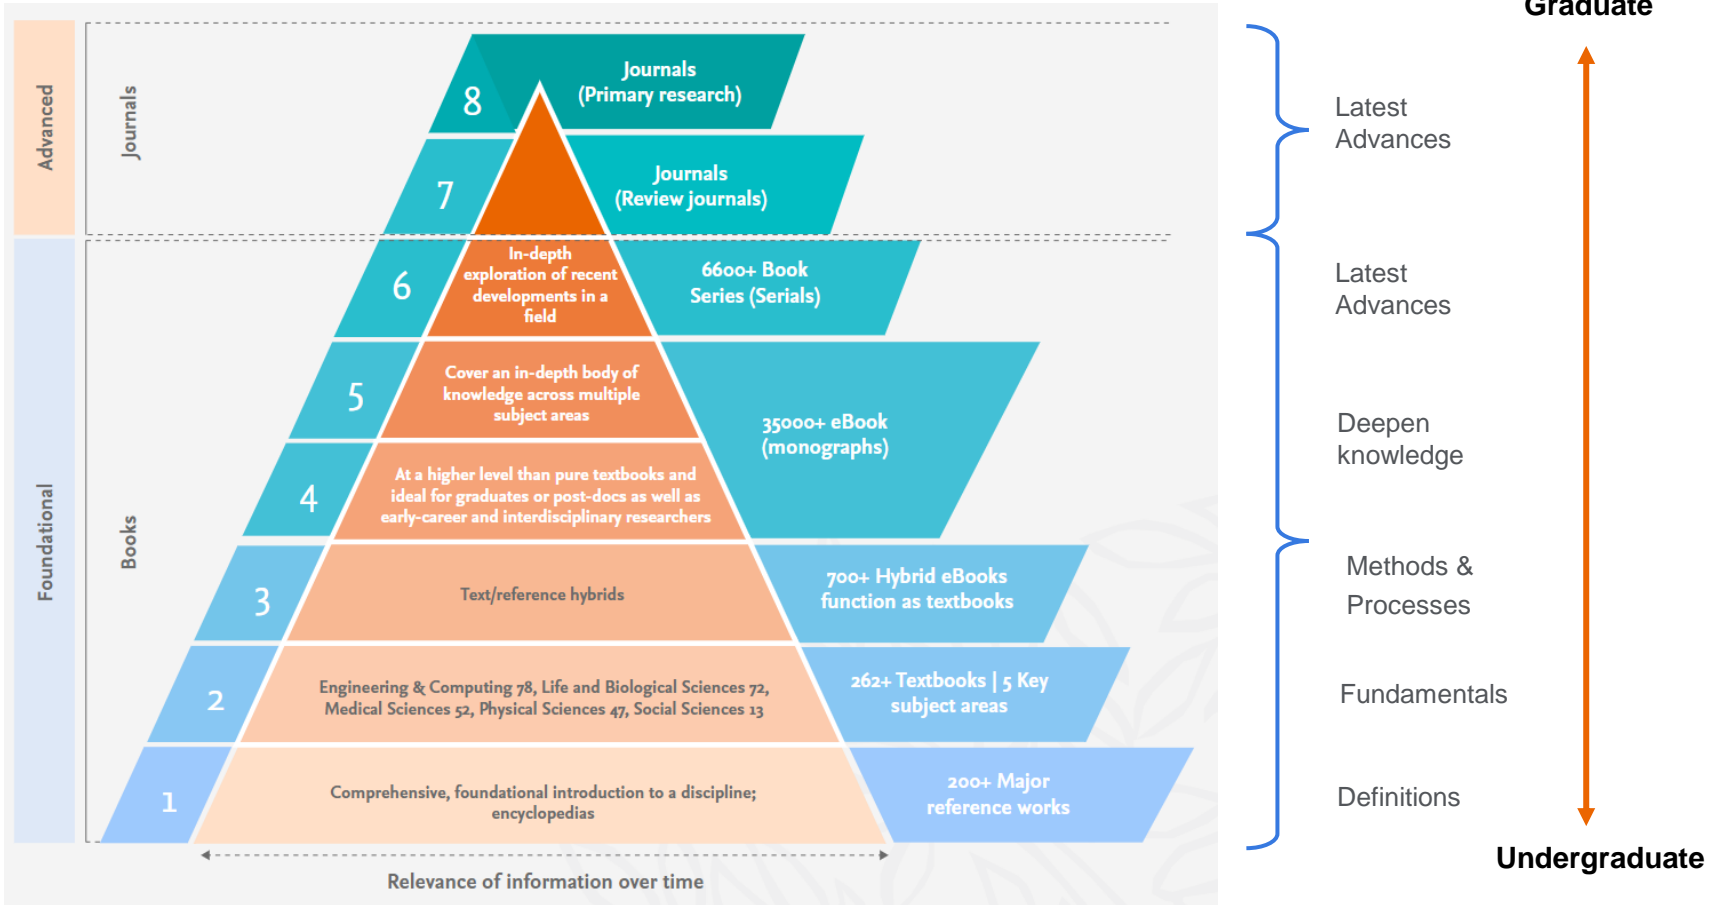 Graduate
Advanced
Journals
8
Journals
(Primary research)
7
Journals
(Review journals)
Latest
Advances
Foundational
Books
6
In-depth
exploration of recent
developments in a
field
6600+ Book
Series (Serials)
Latest
Advances
5
Cover an in-depth body of
knowledge across multiple
subject areas
35000+ eBook
(monographs)
Deepen
knowledge
4
At a higher level than pure textbooks and
ideal for graduates or post-docs as well as
early-career and interdisciplinary researchers
3
Text/reference hybrids
700+ Hybrid eBooks
function as textbooks
Methods &
Processes
2
Engineering & Computing 78, Life and Biological Sciences 72,
Medical Sciences 52, Physical Sciences 47, Social Sciences 13
262+ Textbooks | 5 Key
subject areas
Fundamentals
1
Comprehensive, foundational introduction to a discipline;
encyclopedias
200+ Major
reference works
Definitions
Relevance of information over time
Undergraduate